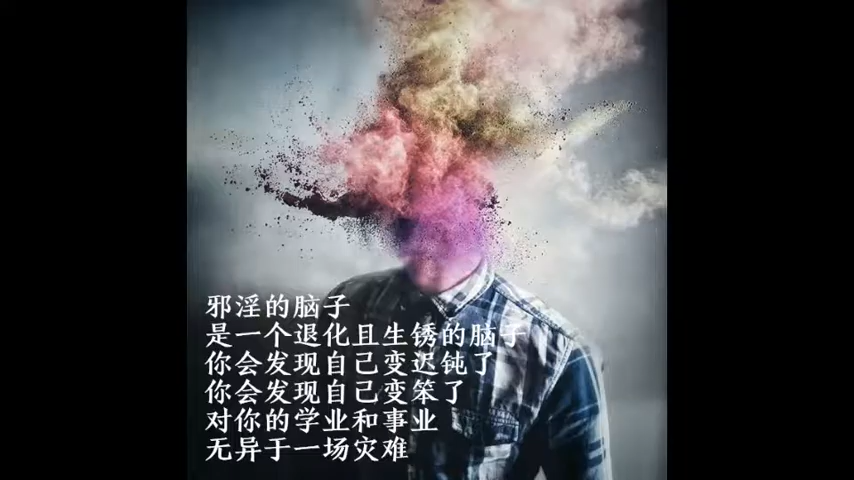 邪淫的脑子
是一个退化且生锈的脑子
你会发现自己变迟钝了
你会发现自己变笨了
对你的学业和事业
无异于一场灾难